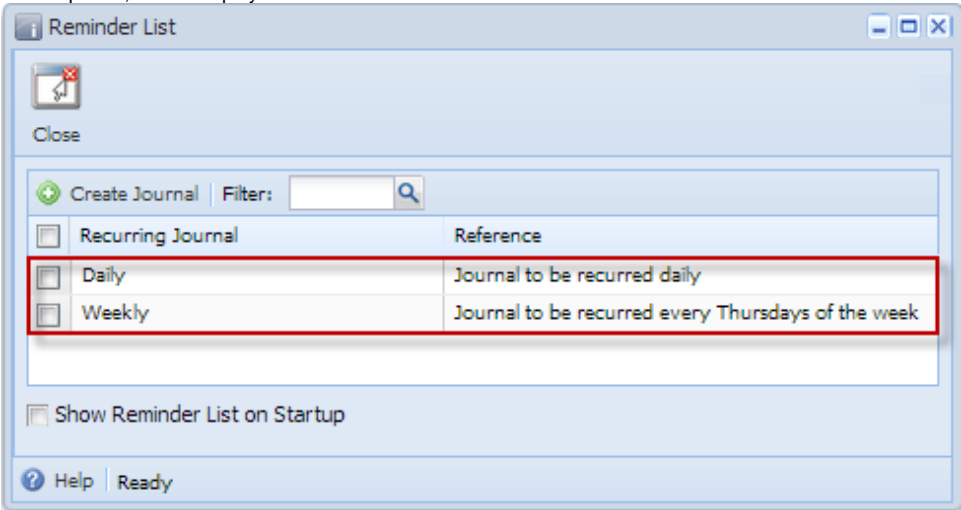 Reminder List
Close
Create Journal Filter:
Recurring Journal Reference
Daily Journal to be recurred daily
Weekly Journal to be recurred every Thursdays of the week
Show Reminder List on Startup
Help Ready